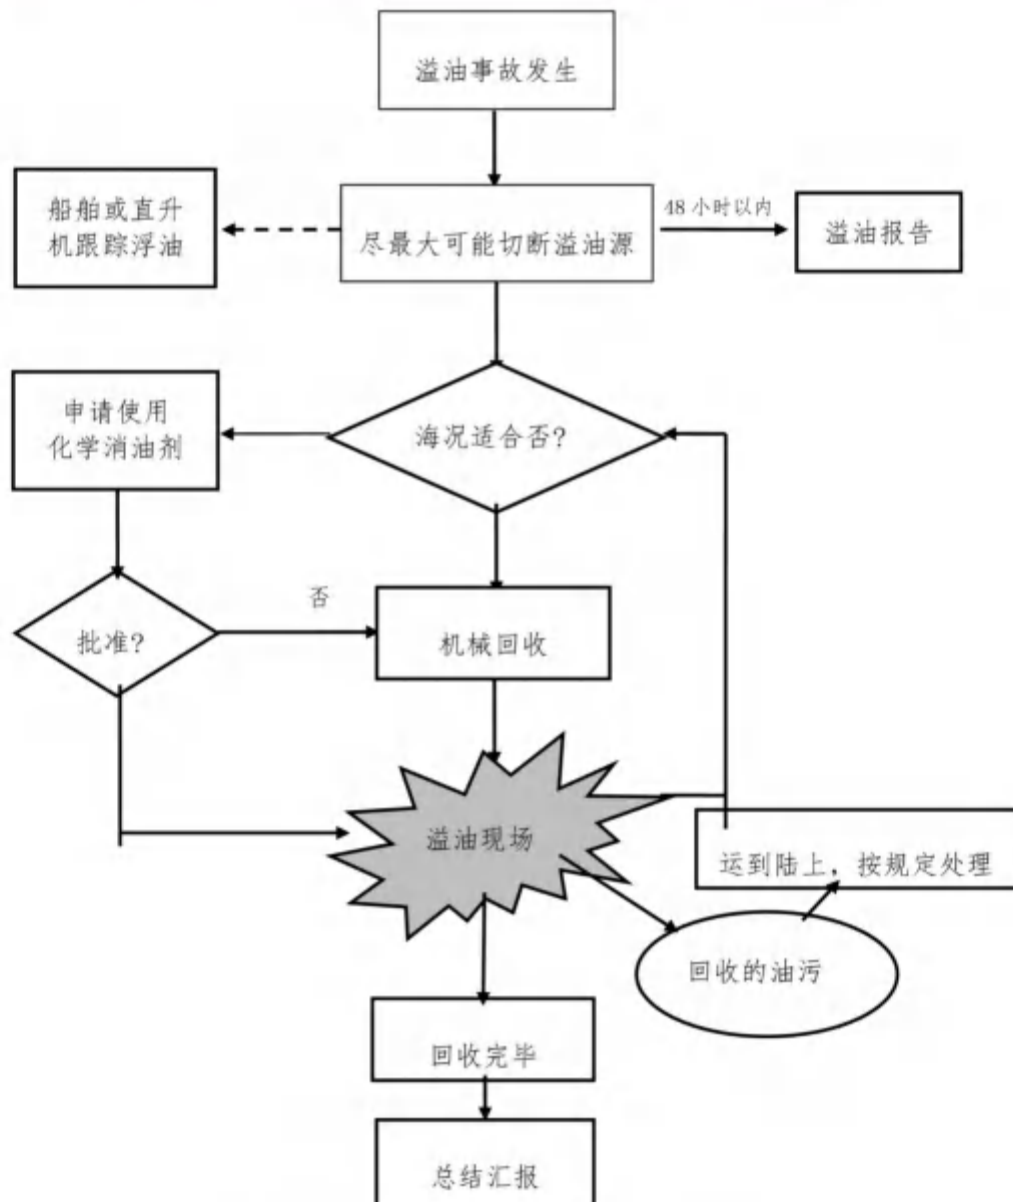 溢油事故发生
船舶或直升
机跟踪浮油
尽最大可能切断溢油源
48 小时以内
溢油报告
申请使用
化学消油剂
海况适合否?
批准?
否
机械回收
溢油现场
运到陆上，按规定处理
回收的油污
回收完毕
总结汇报